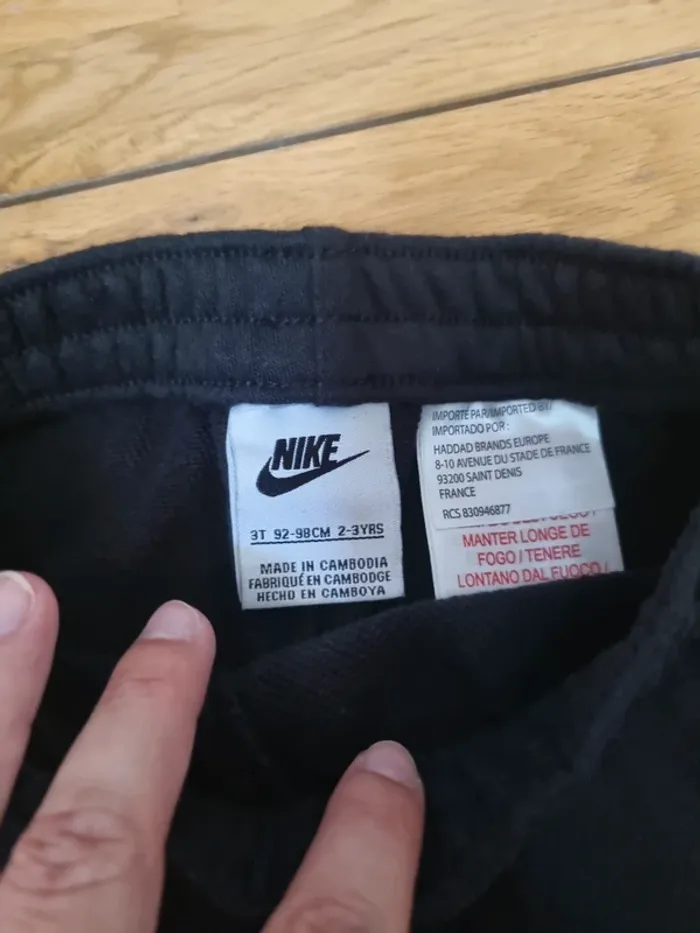 NIKE
3T 92-98CM 2-3YRS
MADE IN CAMBODIA
FABRIQUÉ EN CAMBODGE
HECHO EN CAMBOYA
IMPORTÉ PAR/IMPORTED BY/
IMPORTADO POR :
HADDAD BRANDS EUROPE
8-10 AVENUE DU STADE DE FRANCE
93200 SAINT DENIS
FRANCE
RCS 830946877
MANTER LONGE DE
FOGO / TENERE
LONTANO DAL FUOCO /